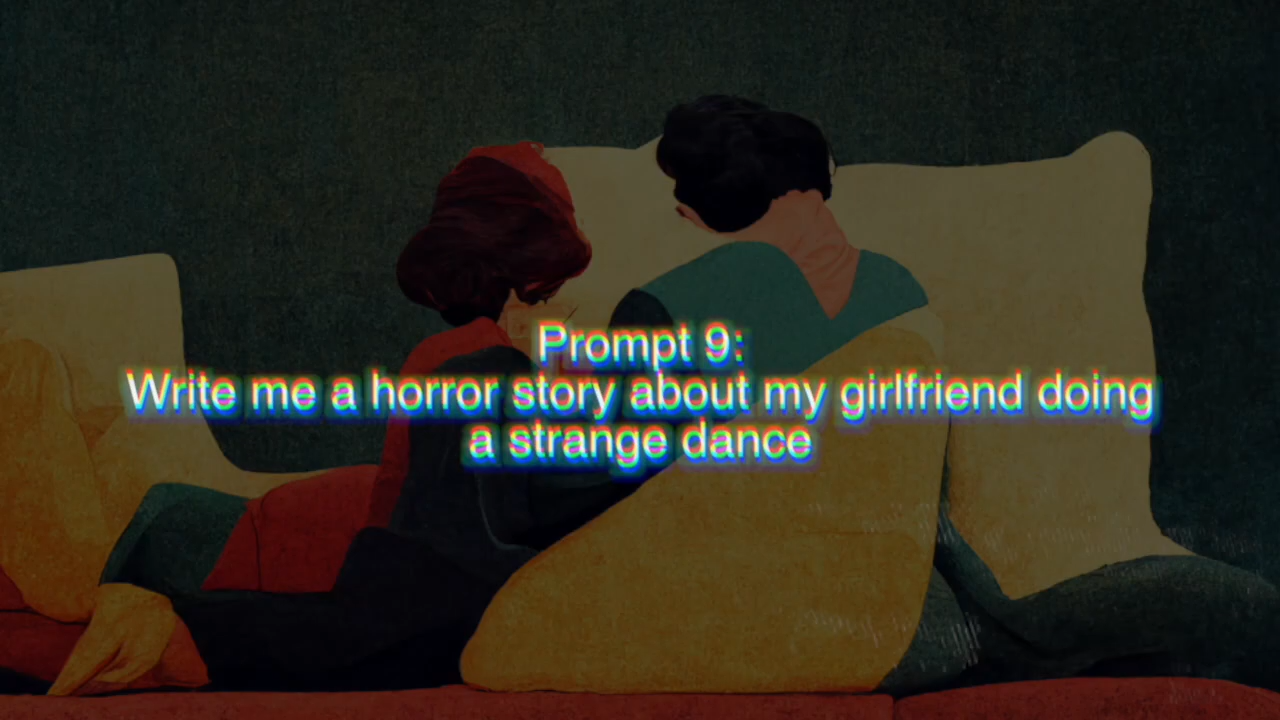 Prompt 9:
Write me a horror story about my girlfriend doing
a strange dance